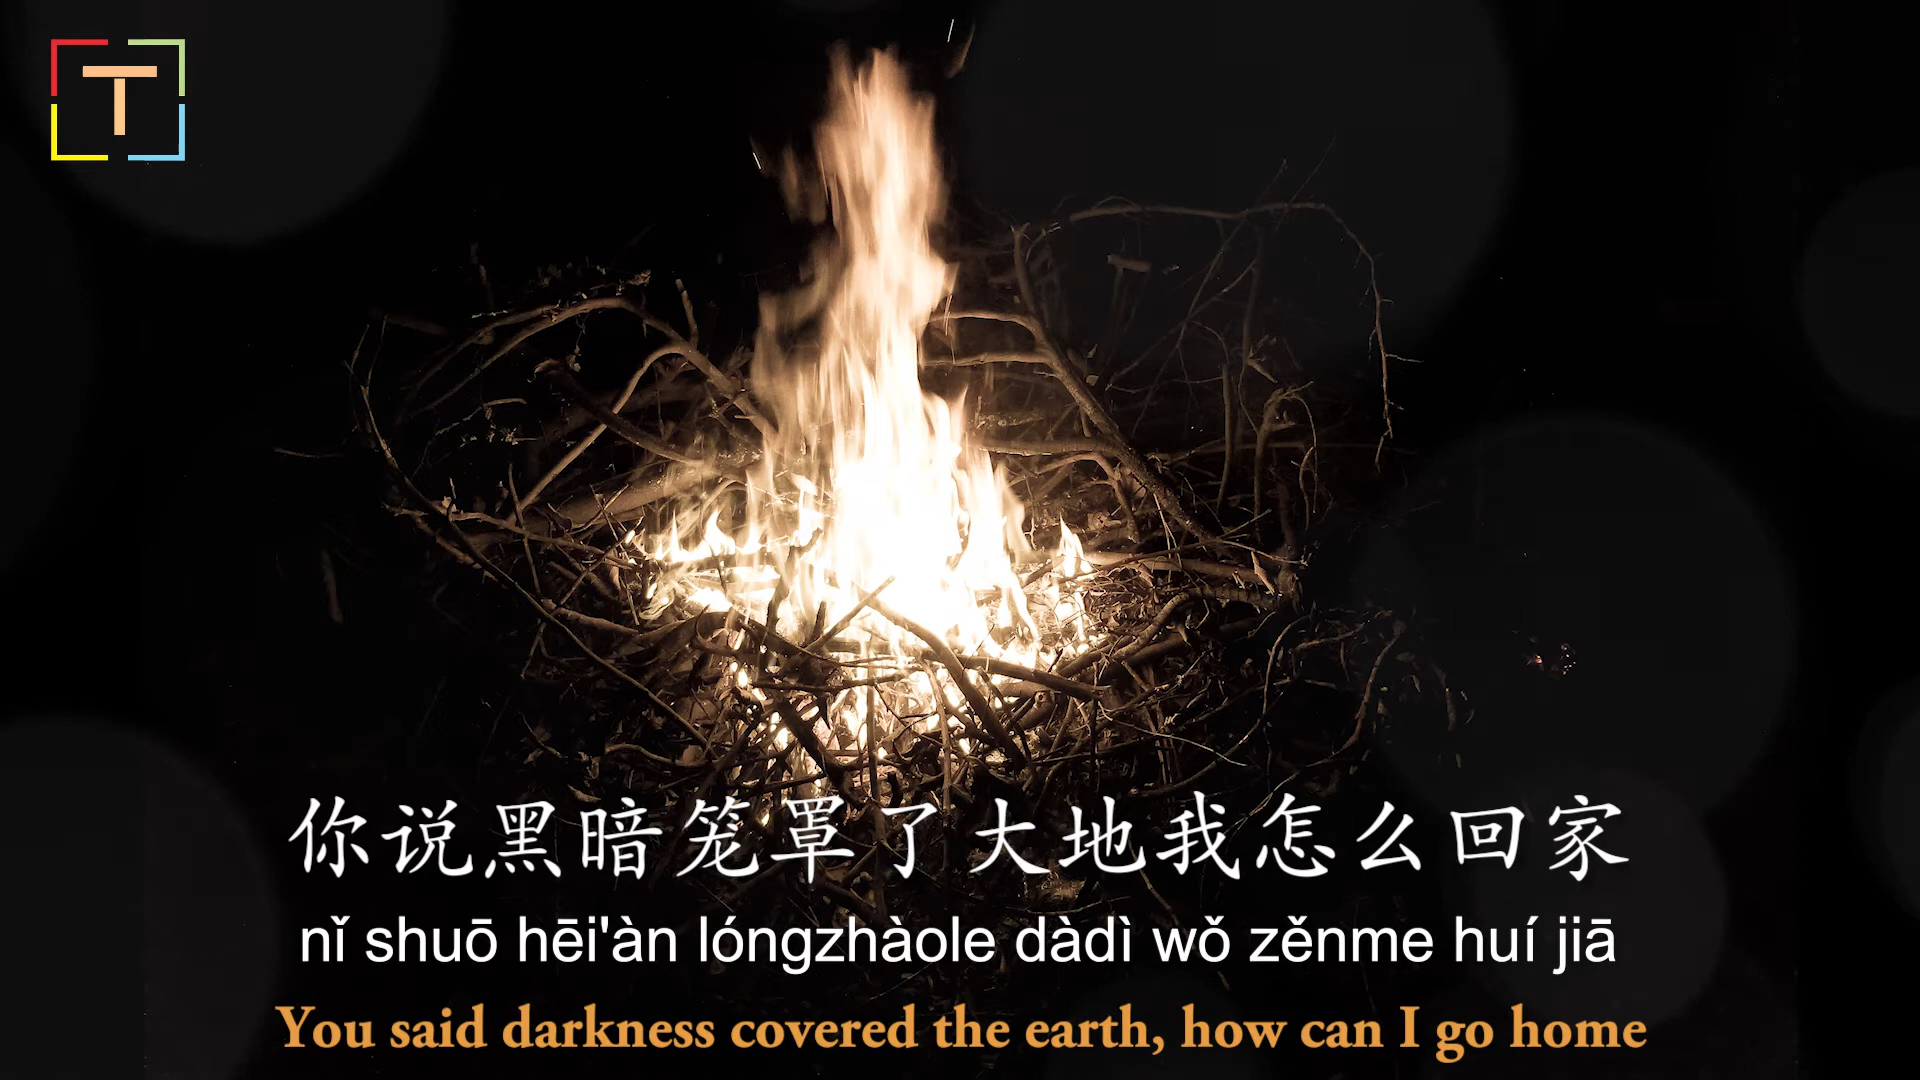 T
你说黑暗笼罩了大地我怎么回家
nǐ shuō hēi'àn lóngzhàole dàdì wǒ zěnme huí jiā
You said darkness covered the earth, how can I go home